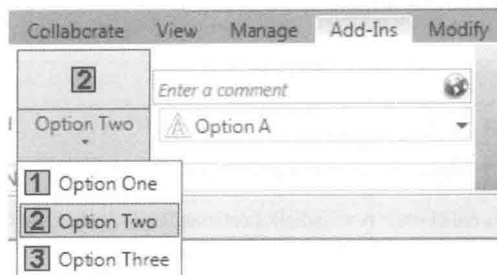 Collaborate View Manage Add-Ins Modify
2
Enter a comment
Option Two
Option A
1 Option One
2 Option Two
3 Option Three